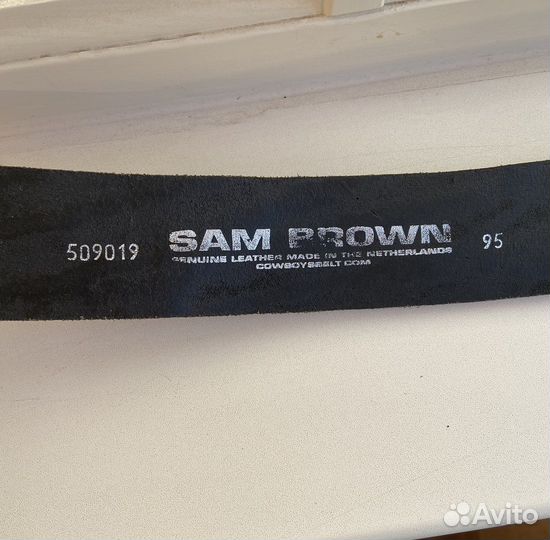 509019 SAM BROWN 95
GENUINE LEATHER MADE IN THE NETHERLANDS
COWBOYSBELT.COM
Avito